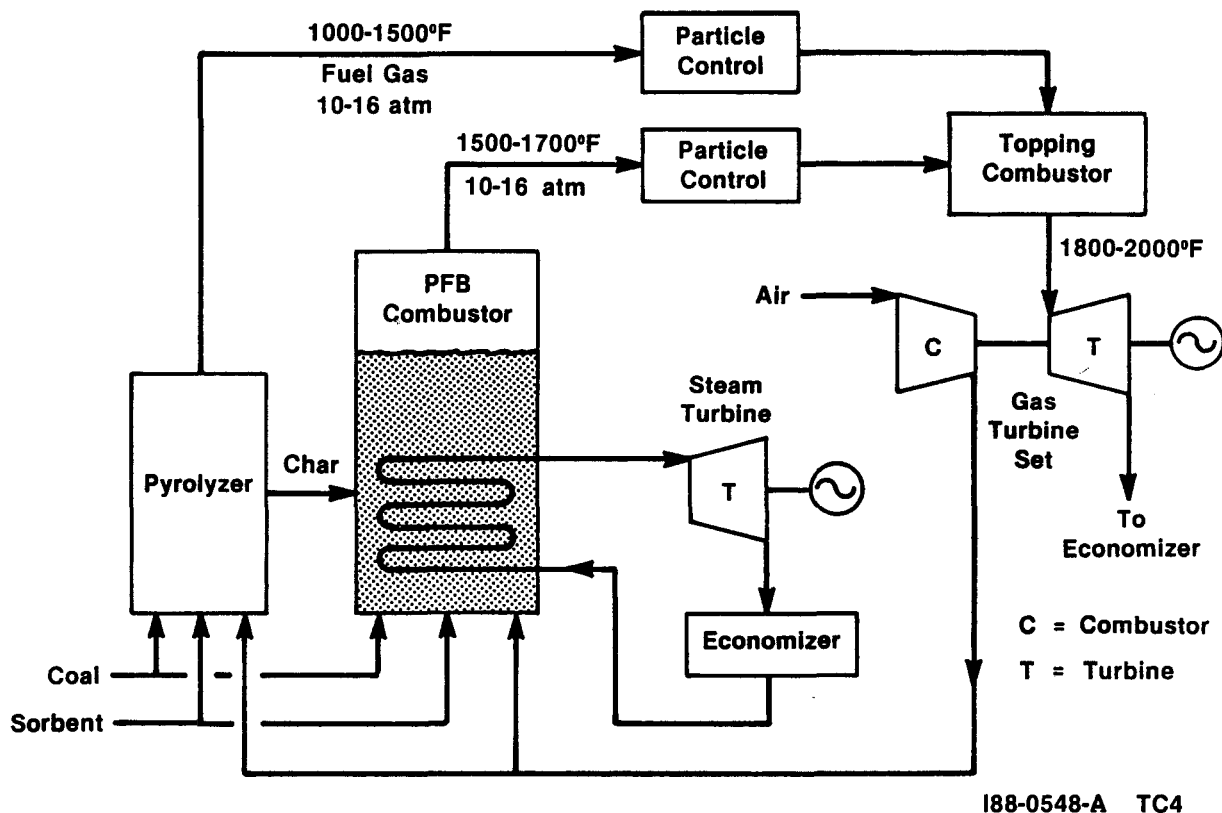 1000-1500ºF
Fuel Gas
10-16 atm
Particle
Control
1500-1700ºF
10-16 atm
Particle
Control
Topping
Combustor
1800-2000ºF
PFB
Combustor
Air
C
T
Steam
Turbine
Gas
Turbine
Set
Pyrolyzer
Char
T
To
Economizer
Economizer
C = Combustor
T = Turbine
Coal
Sorbent
I88-0548-A TC4